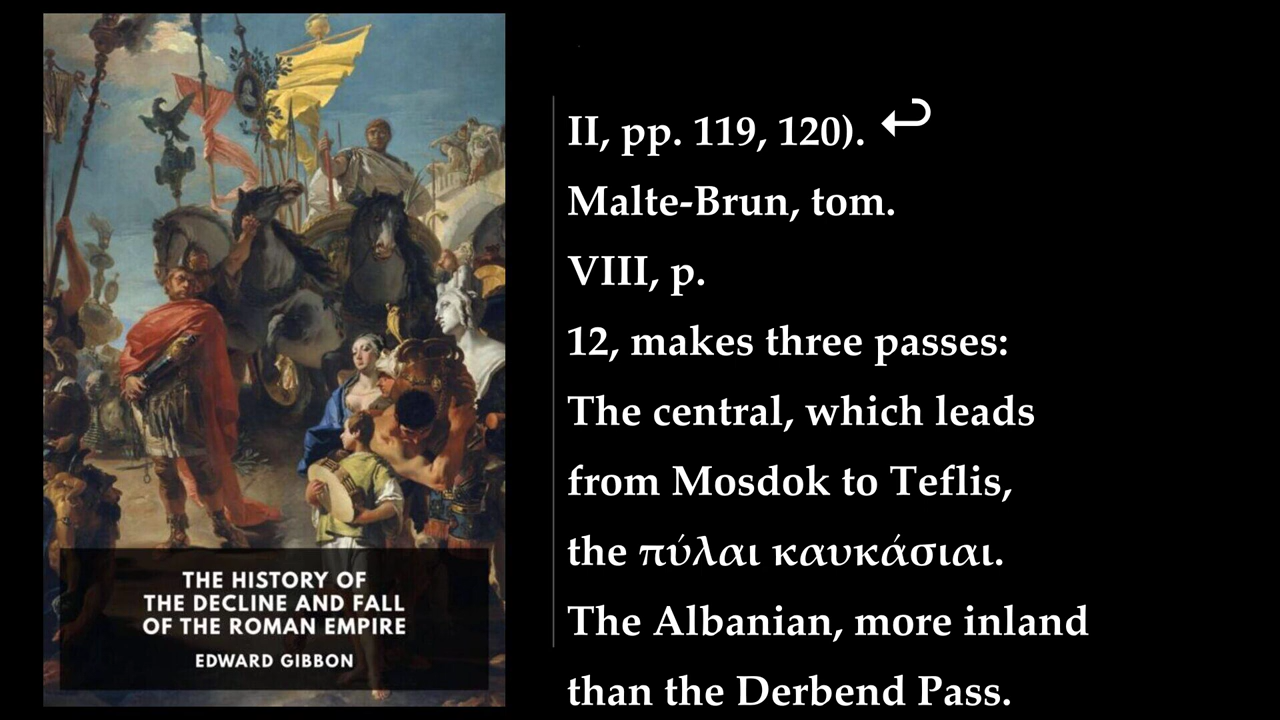 THE HISTORY OF
THE DECLINE AND FALL
OF THE ROMAN EMPIRE
EDWARD GIBBON
II, pp. 119, 120). ↩
Malte-Brun, tom.
VIII, p.
12, makes three passes:
The central, which leads
from Mosdok to Teflis,
the πύλαι καυκάσιαι.
The Albanian, more inland
than the Derbend Pass.